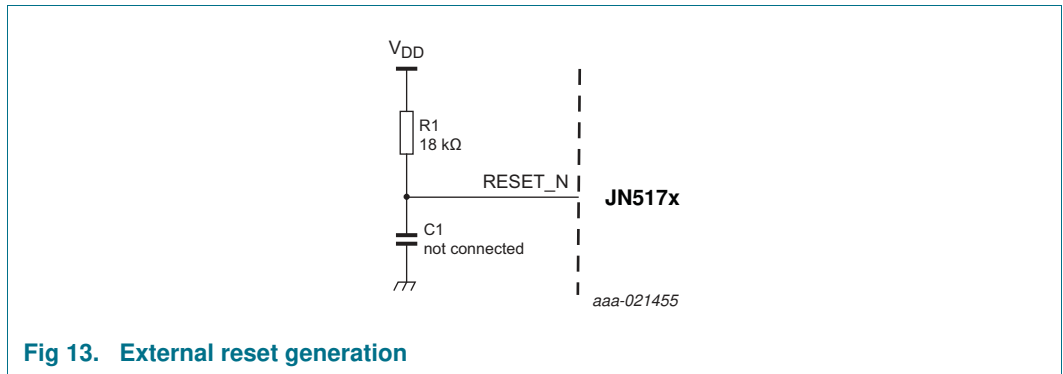 VDD
R1
18 kΩ
RESET_N
JN517x
C1
not connected
aaa-021455
Fig 13. External reset generation